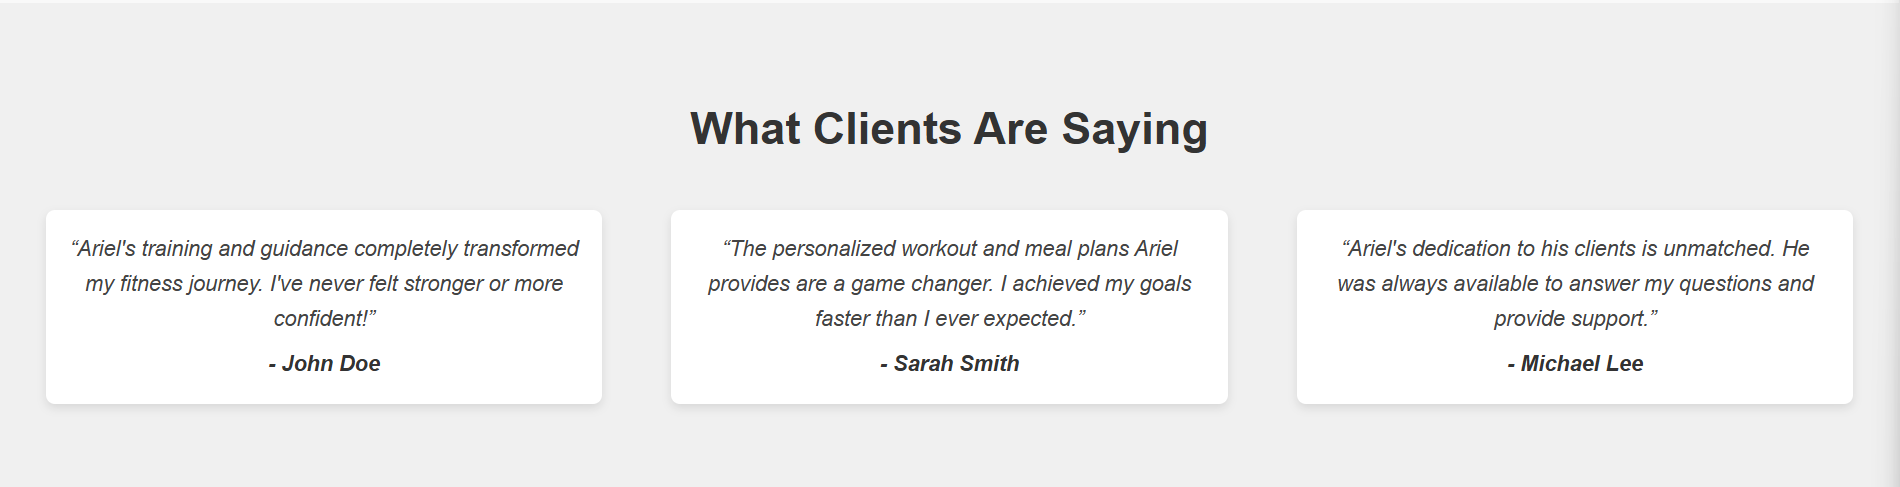 What Clients Are Saying
“Ariel's training and guidance completely transformed
my fitness journey. I've never felt stronger or more
confident!”
- John Doe
“The personalized workout and meal plans Ariel
provides are a game changer. I achieved my goals
faster than I ever expected.”
- Sarah Smith
“Ariel's dedication to his clients is unmatched. He
was always available to answer my questions and
provide support.”
- Michael Lee